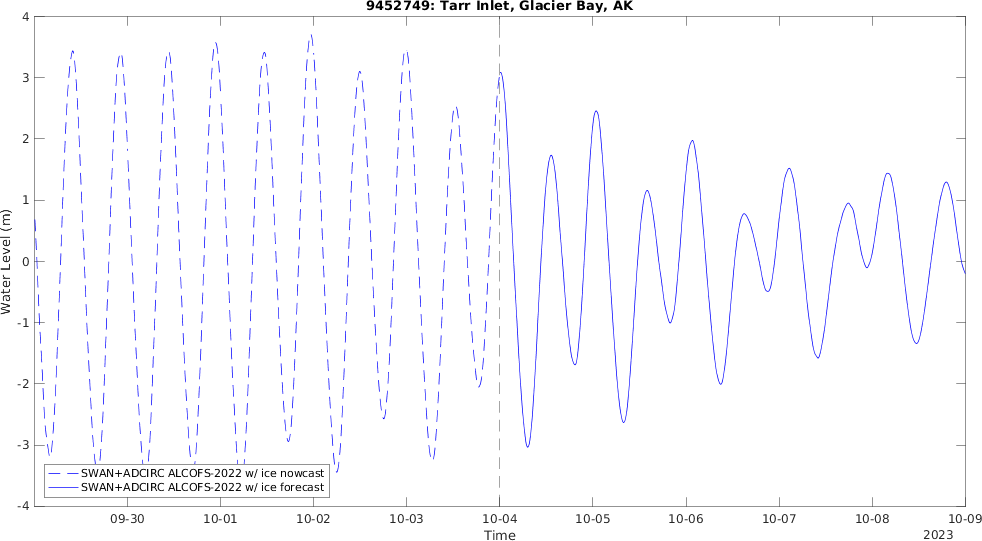 9452749: Tarr Inlet, Glacier Bay, AK
4
3
2
1
0
-1
-2
-3
-4
Water Level (m)
SWAN+ADCIRC ALCOFS-2022 w/ ice nowcast
SWAN+ADCIRC ALCOFS-2022 w/ ice forecast
09-30 10-01 10-02 10-03 10-04 10-05 10-06 10-07 10-08 10-09
Time
2023